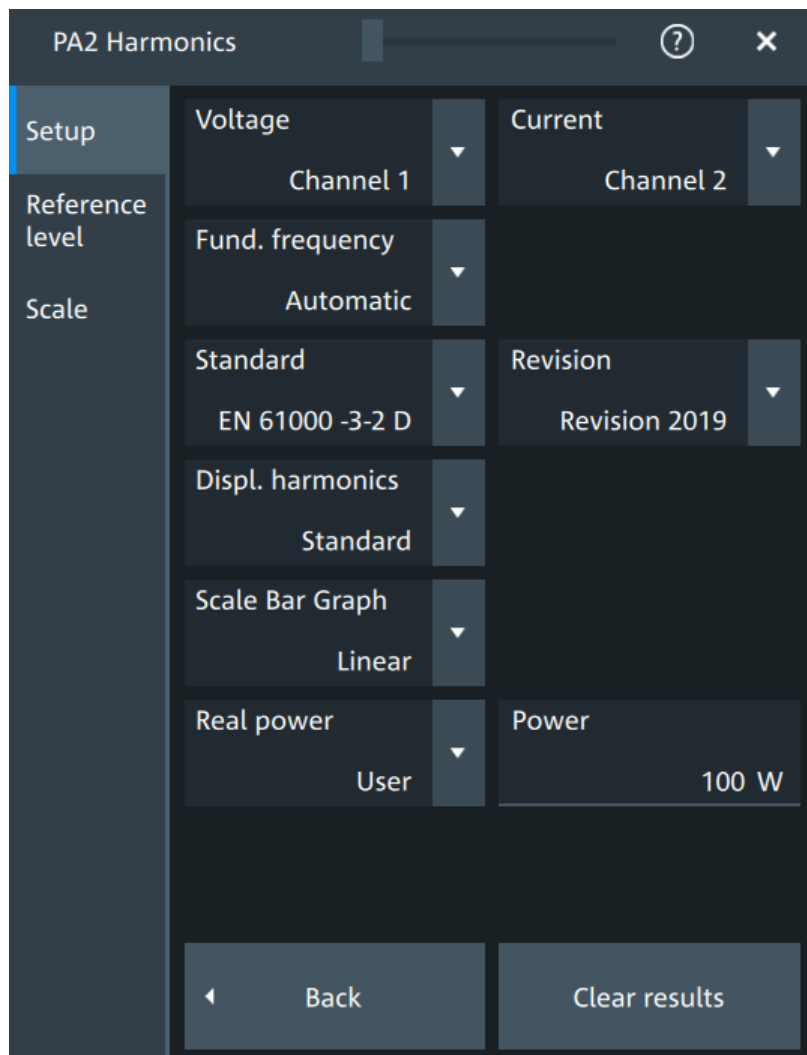 PA2 Harmonics
?
Setup
Reference
level
Scale
Voltage
Channel 1
Current
Channel 2
Fund. frequency
Automatic
Standard
EN 61000 -3-2 D
Revision
Revision 2019
Displ. harmonics
Standard
Scale Bar Graph
Linear
Real power
User
Power
100 W
Back
Clear results